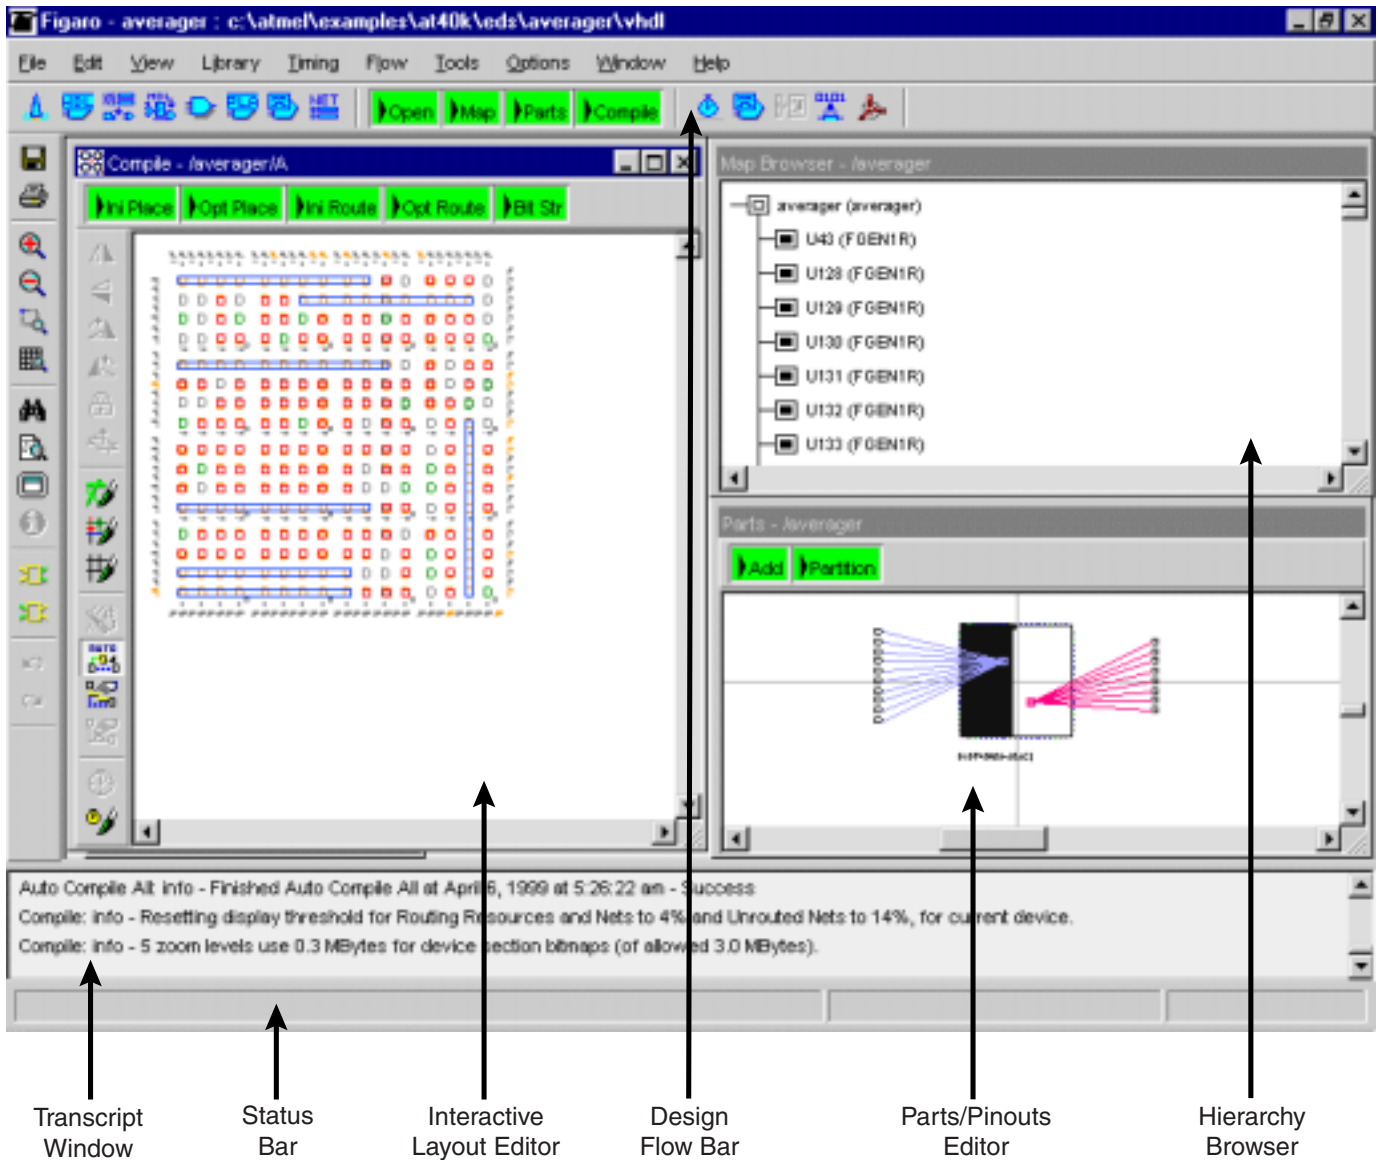 Figaro - averager : c:\atmel\examples\at40k\eds\averager\vhdl
File Edit View Library Timing Flow Tools Options Window Help
NET Open Map Parts Compile
Compile - /averager/A
Ini Place Opt Place Ini Route Opt Route Bit Str
Map Browser - /averager
averager (averager)
U43 (FGEN1R)
U128 (FGEN1R)
U129 (FGEN1R)
U130 (FGEN1R)
U131 (FGEN1R)
U132 (FGEN1R)
U133 (FGEN1R)
Parts - /averager
Add Partition
AUTO
Auto Compile All: info - Finished Auto Compile All at April 6, 1999 at 5:26:22 am - Success
Compile: info - Resetting display threshold for Routing Resources and Nets to 4% and Unrouted Nets to 14%, for current device.
Compile: info - 5 zoom levels use 0.3 MBytes for device section bitmaps (of allowed 3.0 MBytes).
Transcript
Window
Status
Bar
Interactive
Layout Editor
Design
Flow Bar
Parts/Pinouts
Editor
Hierarchy
Browser